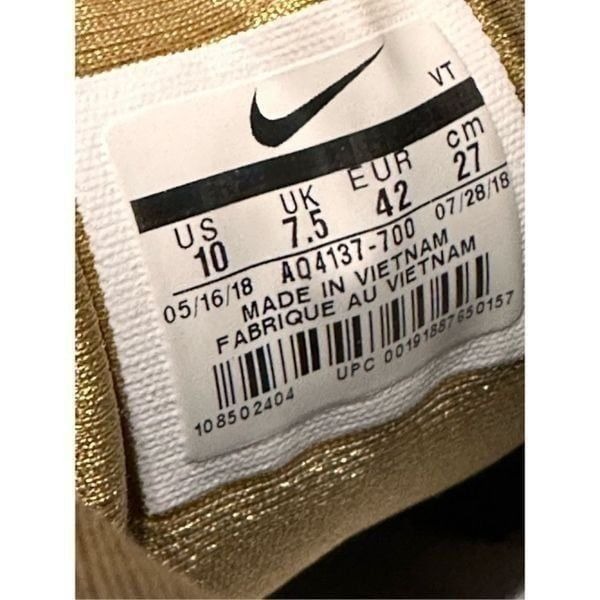 VT
US UK EUR cm
10 7.5 42 27
05/16/18 AQ4137-700 07/28/18
MADE IN VIETNAM
FABRIQUE AU VIETNAM
108502404 UPC 00191887650157